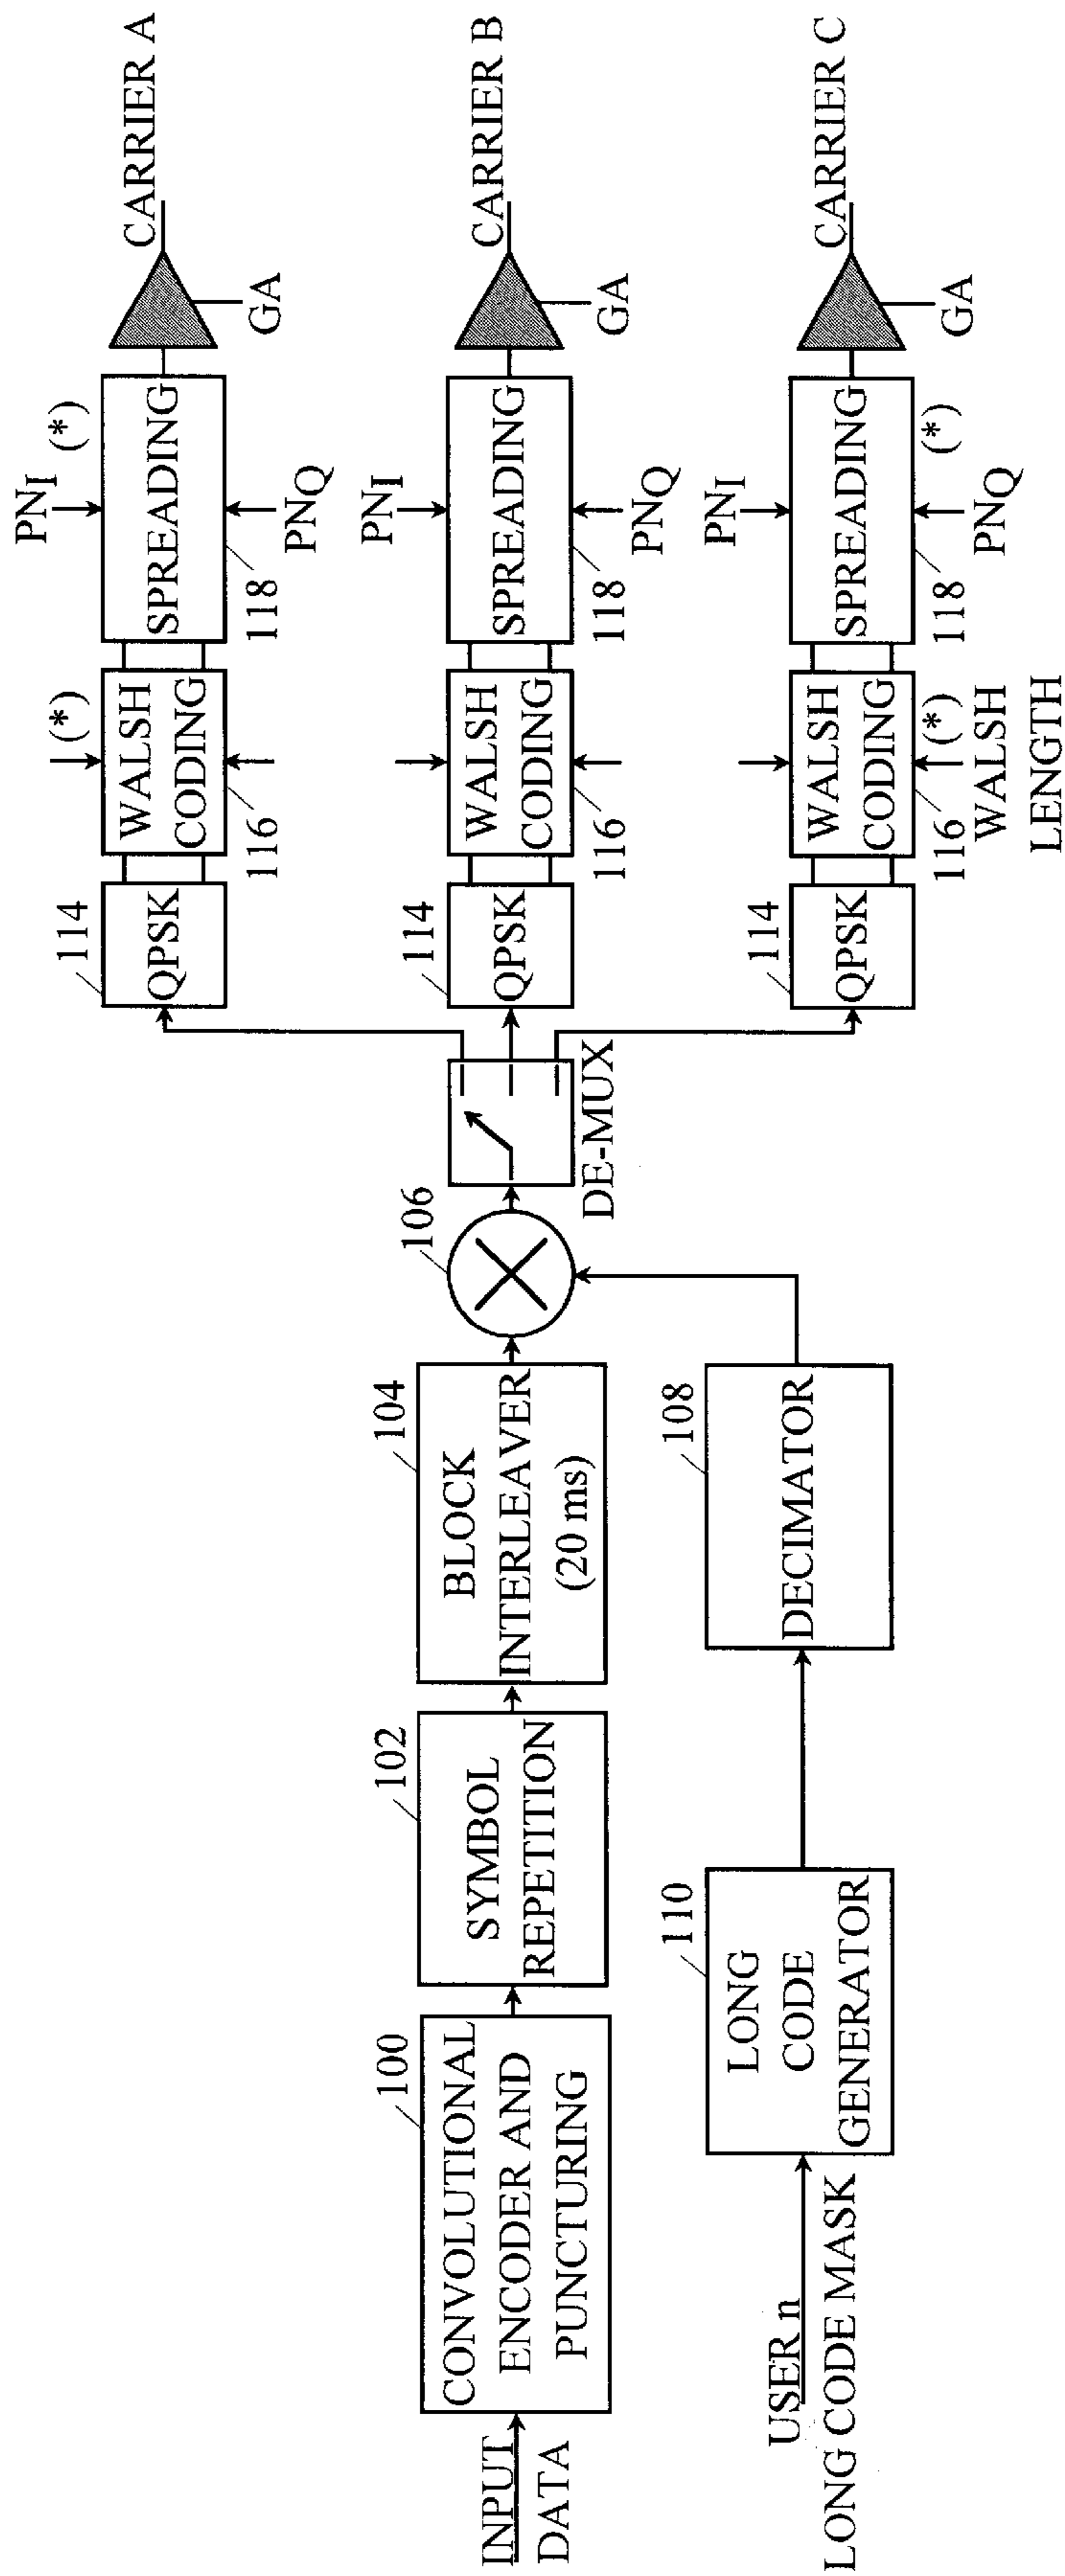 INPUT
DATA
100
CONVOLUTIONAL
ENCODER AND
PUNCTURING
102
SYMBOL
REPETITION
104
BLOCK
INTERLEAVER
(20 ms)
106
USER n
LONG CODE MASK
110
LONG
CODE
GENERATOR
108
DECIMATOR
DE-MUX
114
QPSK
(*)
WALSH
CODING
116
PNI
(*)
SPREADING
118
PNQ
GA
CARRIER A
114
QPSK
WALSH
CODING
116
PNI
SPREADING
118
PNQ
GA
CARRIER B
114
QPSK
WALSH
CODING
116
(*)
WALSH
LENGTH
PNI
SPREADING
118
(*)
PNQ
GA
CARRIER C